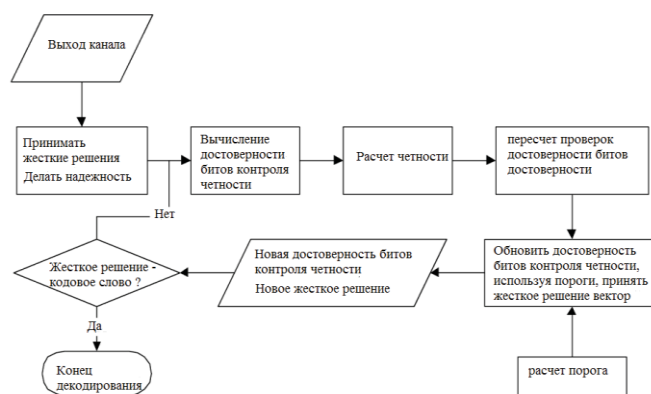 Выход канала
Принимать
жесткие решения
Делать надежность
Вычисление
достоверности
битов контроля
четности
Расчет четности
пересчет проверок
достоверности битов
достоверности
Нет
Жесткое решение -
кодовое слово ?
Новая достоверность битов
контроля четности
Новое жесткое решение
Обновить достоверность
битов контроля четности,
используя пороги, принять
жесткое решение вектор
Да
Конец
декодирования
расчет порога